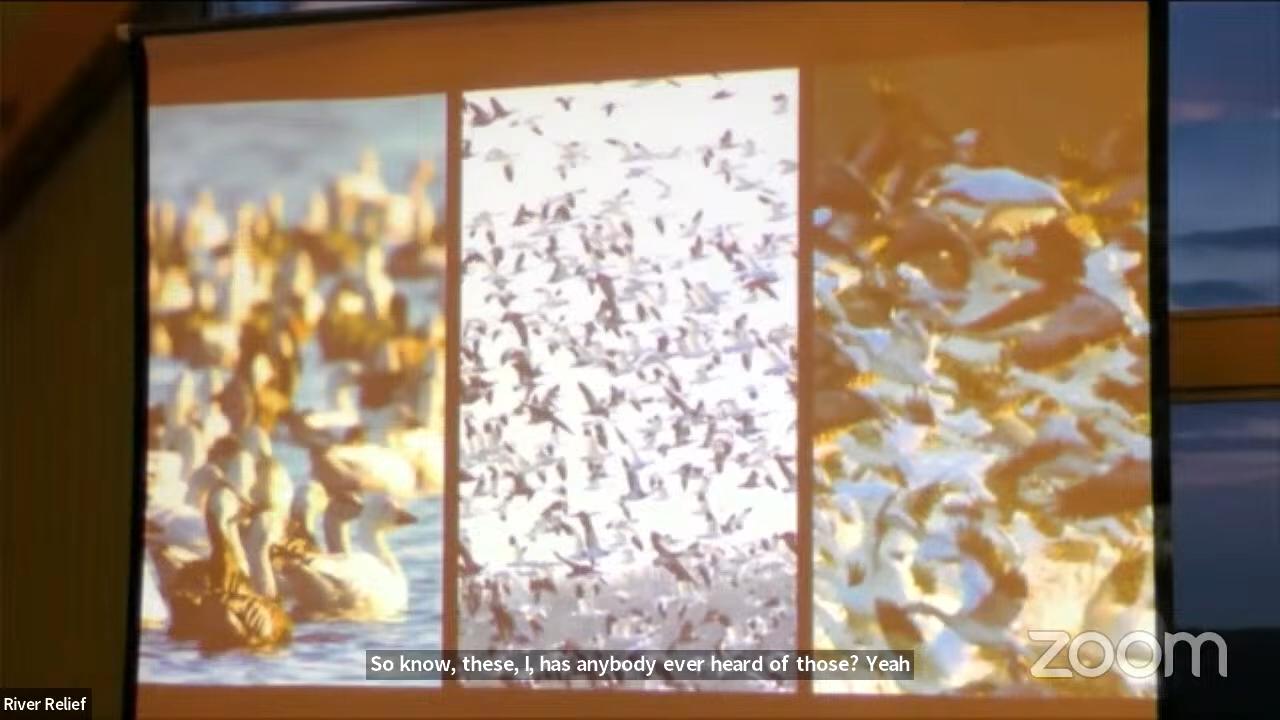 So know, these, I, has anybody ever heard of those? Yeah
zoom
River Relief